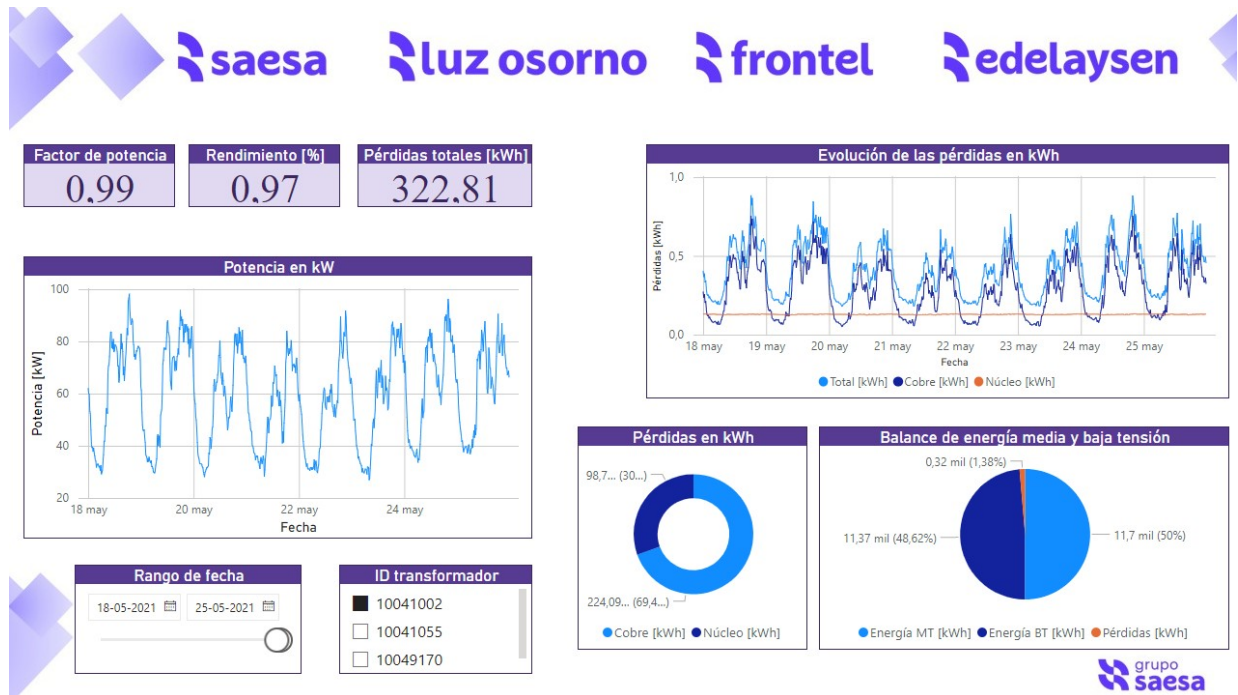 saesa
luz osorno
frontel
edelaysen
Factor de potencia
0,99
Rendimiento [%]
0,97
Pérdidas totales [kWh]
322,81
Evolución de las pérdidas en kWh
Pérdidas [kWh]
1,0
0,5
0,0
18 may 19 may 20 may 21 may 22 may 23 may 24 may 25 may
Fecha
Total [kWh] Cobre [kWh] Núcleo [kWh]
Potencia en kW
Potencia [kW]
100
80
60
40
20
18 may 20 may 22 may 24 may
Fecha
Pérdidas en kWh
98,7... (30...)
224,09... (69,4...)
Cobre [kWh] Núcleo [kWh]
Balance de energía media y baja tensión
0,32 mil (1,38%)
11,37 mil (48,62%)
11,7 mil (50%)
Energía MT [kWh] Energía BT [kWh] Pérdidas [kWh]
Rango de fecha
18-05-2021 25-05-2021
ID transformador
10041002
10041055
10049170
grupo
saesa